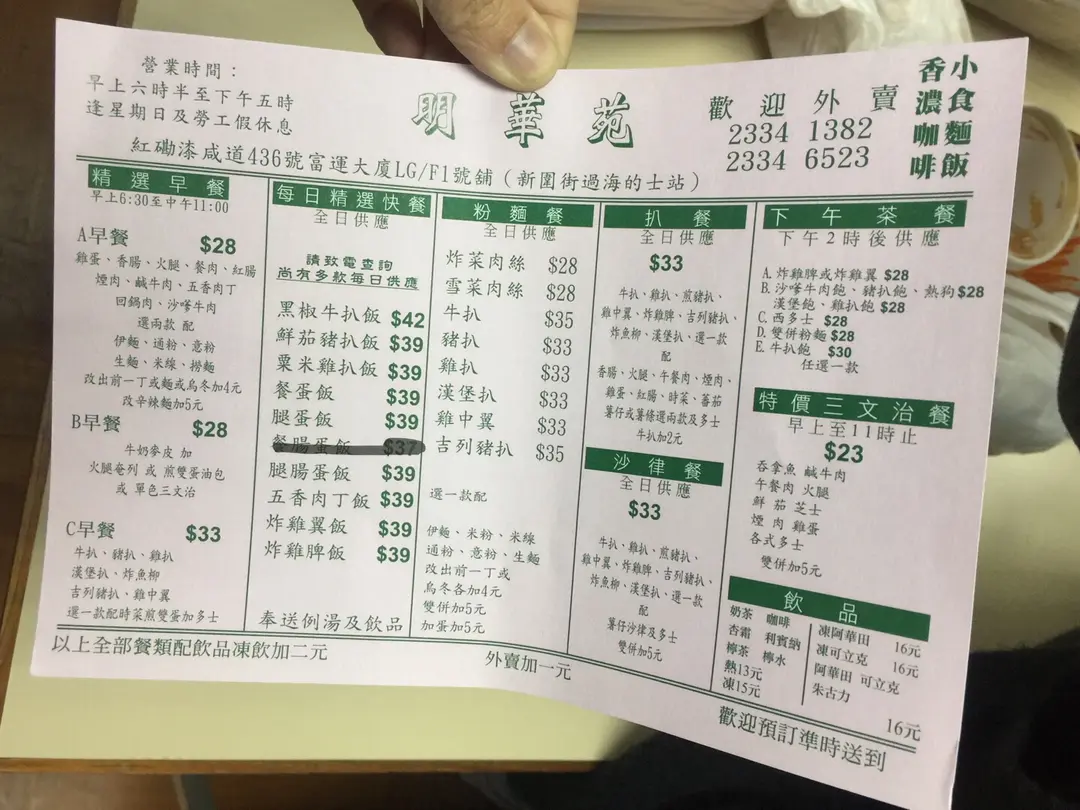 營業時間：
早上六時半至下午五時
逢星期日及勞工假休息
明華苑
歡迎外賣
2334 1382
2334 6523
小食麵飯
香濃咖啡
紅磡漆咸道436號富運大廈LG/F1號舖（新圍街過海的士站）
精選早餐
早上6:30至中午11:00
A早餐 $28
雞蛋、香腸、火腿、餐肉、紅腸
煙肉、鹹牛肉、五香肉丁
回鍋肉、沙嗲牛肉
選兩款 配
伊麵、通粉、意粉
生麵、米線、撈麵
改出前一丁或麵或烏冬加4元
改辛辣麵加5元
B早餐 $28
牛奶麥皮 加
火腿奄列 或 煎雙蛋油包
或 單色三文治
C早餐 $33
牛扒、豬扒、雞扒
漢堡扒、炸魚柳
吉列豬扒、雞中翼
選一款配時菜煎雙蛋加多士
每日精選快餐
全日供應
請致電查詢
尚有多款每日供應
黑椒牛扒飯 $42
鮮茄豬扒飯 $39
粟米雞扒飯 $39
餐蛋飯 $39
腿蛋飯 $39
餐腸蛋飯 $37
腿腸蛋飯 $39
五香肉丁飯 $39
炸雞翼飯 $39
炸雞脾飯 $39
奉送例湯及飲品
粉麵餐
全日供應
炸菜肉絲 $28
雪菜肉絲 $28
牛扒 $35
豬扒 $33
雞扒 $33
漢堡扒 $33
雞中翼 $33
吉列豬扒 $35
選一款配
伊麵、米粉、米線
通粉、意粉、生麵
改出前一丁或
烏冬各加4元
雙併加5元
加蛋加5元
扒餐
全日供應
$33
牛扒、雞扒、煎豬扒、
雞中翼、炸雞脾、吉列豬扒、
炸魚柳、漢堡扒、選一款
配
香腸、火腿、午餐肉、煙肉、
雞蛋、紅腸、時菜、蕃茄
薯仔或薯條選兩款及多士
牛扒加2元
沙律餐
全日供應
$33
牛扒、雞扒、煎豬扒、
雞中翼、炸雞脾、吉列豬扒、
炸魚柳、漢堡扒、選一款
配
薯仔沙律及多士
雙併加5元
下午茶餐
下午2時後供應
A. 炸雞脾或炸雞翼 $28
B. 沙嗲牛肉飽、豬扒飽、熱狗 $28
漢堡飽、雞扒飽 $28
C. 西多士 $28
D. 雙併粉麵 $28
E. 牛扒飽 $30
任選一款
特價三文治餐
早上至11時止
$23
吞拿魚 鹹牛肉
午餐肉 火腿
鮮茄 芝士
煙肉 雞蛋
各式多士
雙併加5元
飲品
奶茶 咖啡
杏霜 利賓納
檸茶 檸水
熱13元
凍15元
凍阿華田 16元
凍可立克 16元
阿華田 可立克
朱古力 16元
以上全部餐類配飲品凍飲加二元
外賣加一元
歡迎預訂準時送到